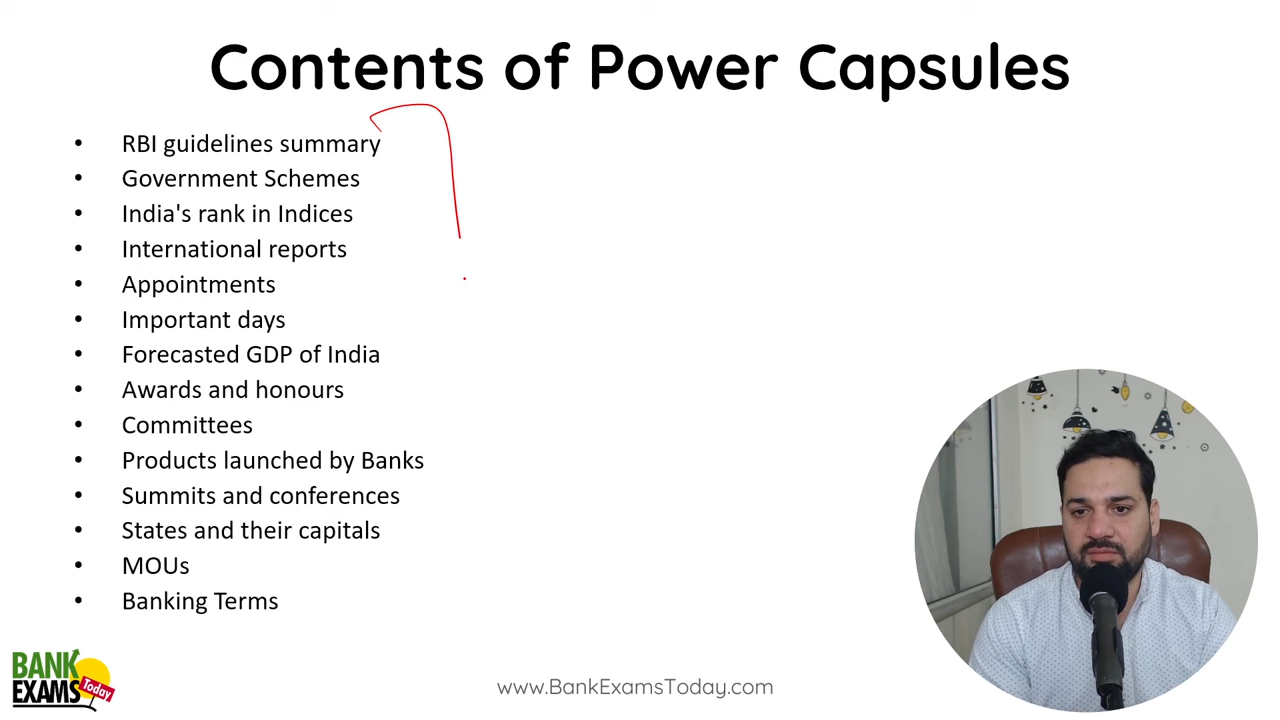 Contents of Power Capsules
• RBI guidelines summary
• Government Schemes
• India's rank in Indices
• International reports
• Appointments
• Important days
• Forecasted GDP of India
• Awards and honours
• Committees
• Products launched by Banks
• Summits and conferences
• States and their capitals
• MOUs
• Banking Terms
BANK
EXAMS
Today
www.BankExamsToday.com